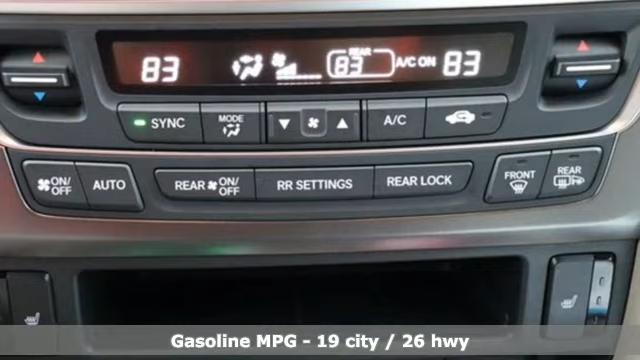 REAR
83 83 A/C ON 83
SYNC MODE A/C
ON/OFF AUTO REAR ON/OFF RR SETTINGS REAR LOCK FRONT REAR
Gasoline MPG - 19 city / 26 hwy